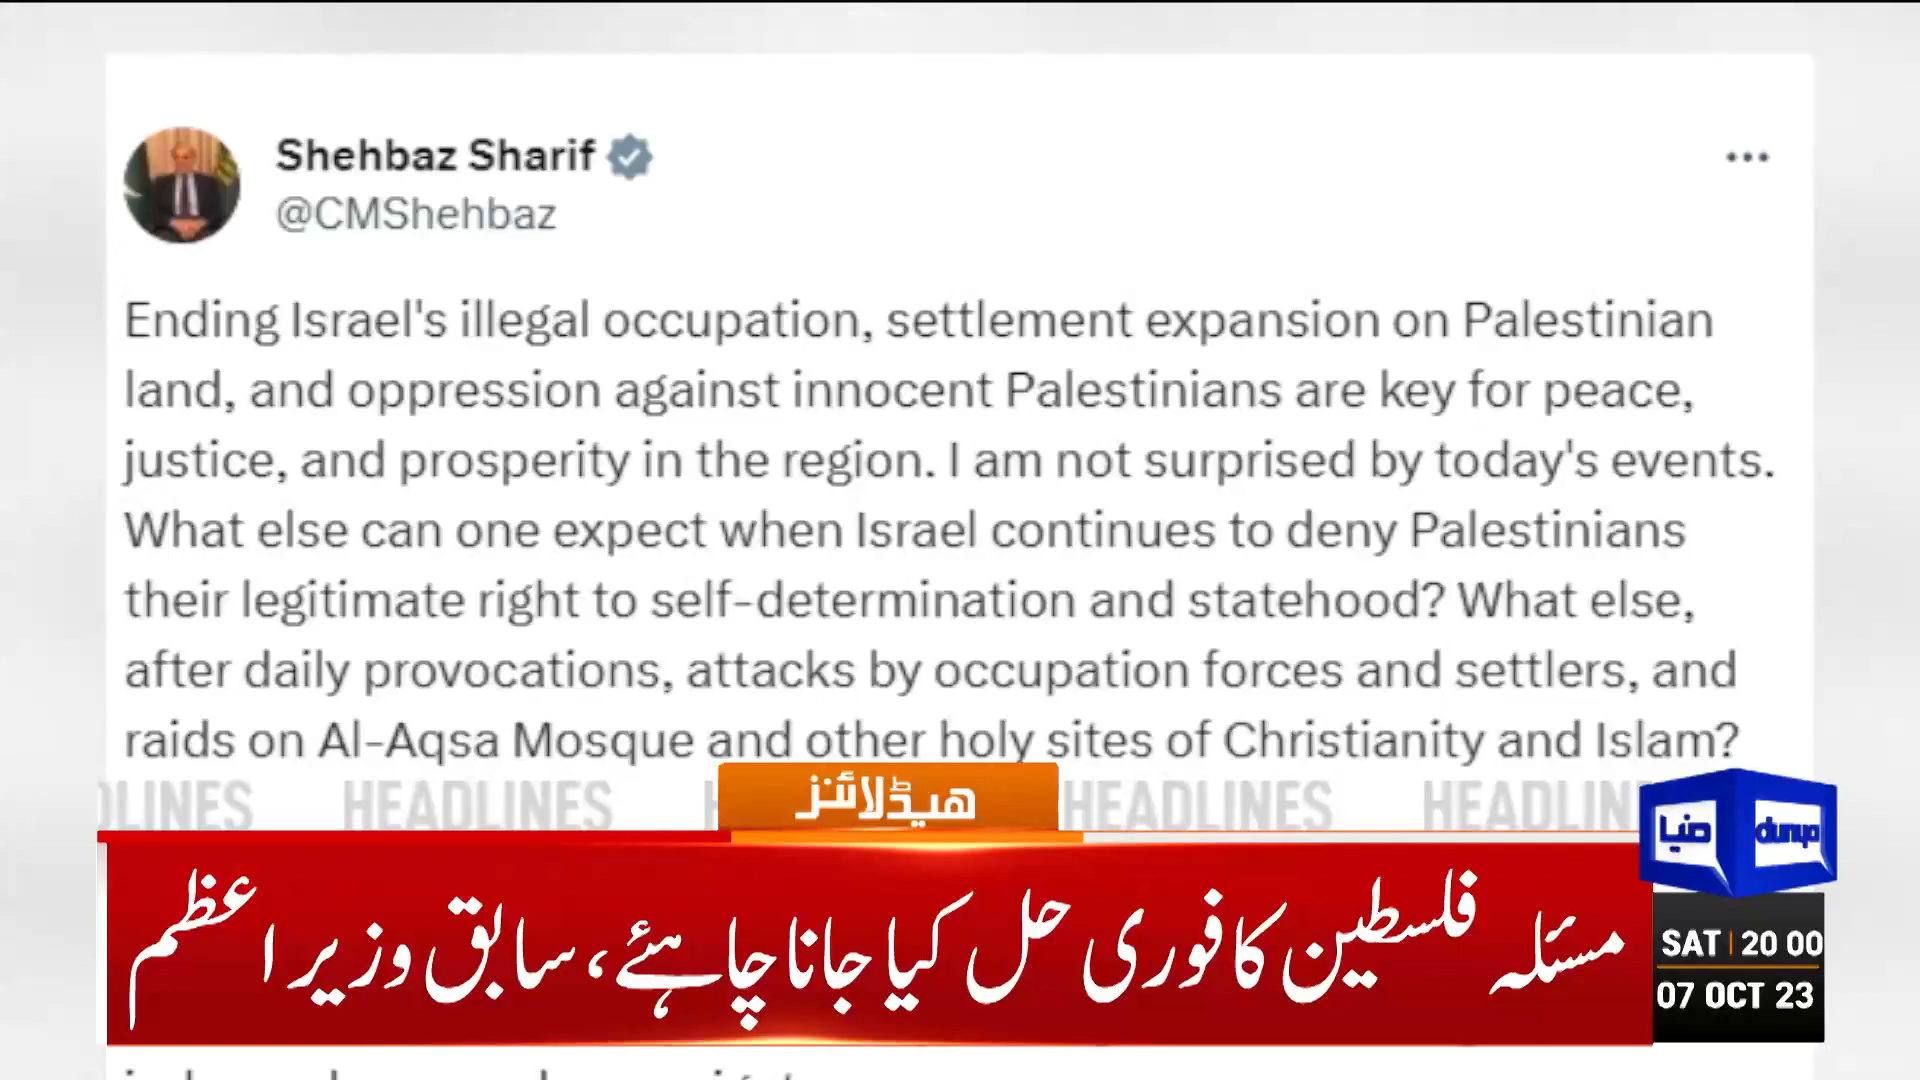 Shehbaz Sharif
@CMShehbaz
Ending Israel's illegal occupation, settlement expansion on Palestinian
land, and oppression against innocent Palestinians are key for peace,
justice, and prosperity in the region. I am not surprised by today's events.
What else can one expect when Israel continues to deny Palestinians
their legitimate right to self-determination and statehood? What else,
after daily provocations, attacks by occupation forces and settlers, and
raids on Al-Aqsa Mosque and other holy sites of Christianity and Islam?
DLINES HEADLINES HEADLINES HEADLIN
ھیڈلائنز
دنیا dunya
مسئلہ فلسطین کا فوری حل کیا جانا چاہئے، سابق وزیر اعظم
SAT 20 00
07 OCT 23